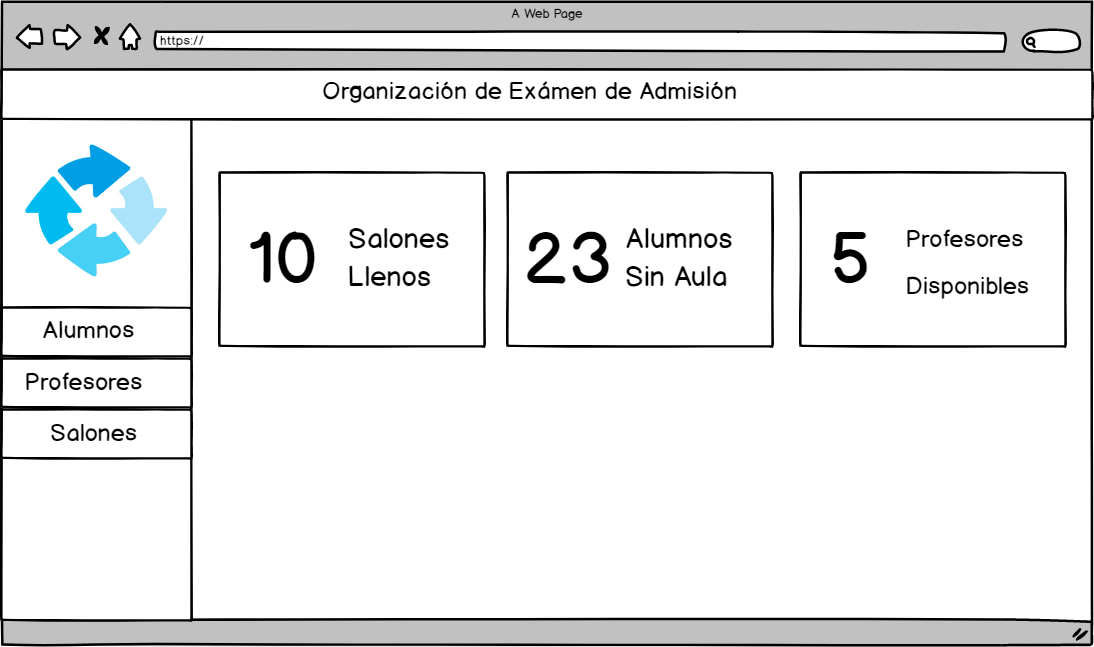 A Web Page
https://
Organización de Exámen de Admisión
10
Salones
Llenos
23
Alumnos
Sin Aula
5
Profesores
Disponibles
Alumnos
Profesores
Salones